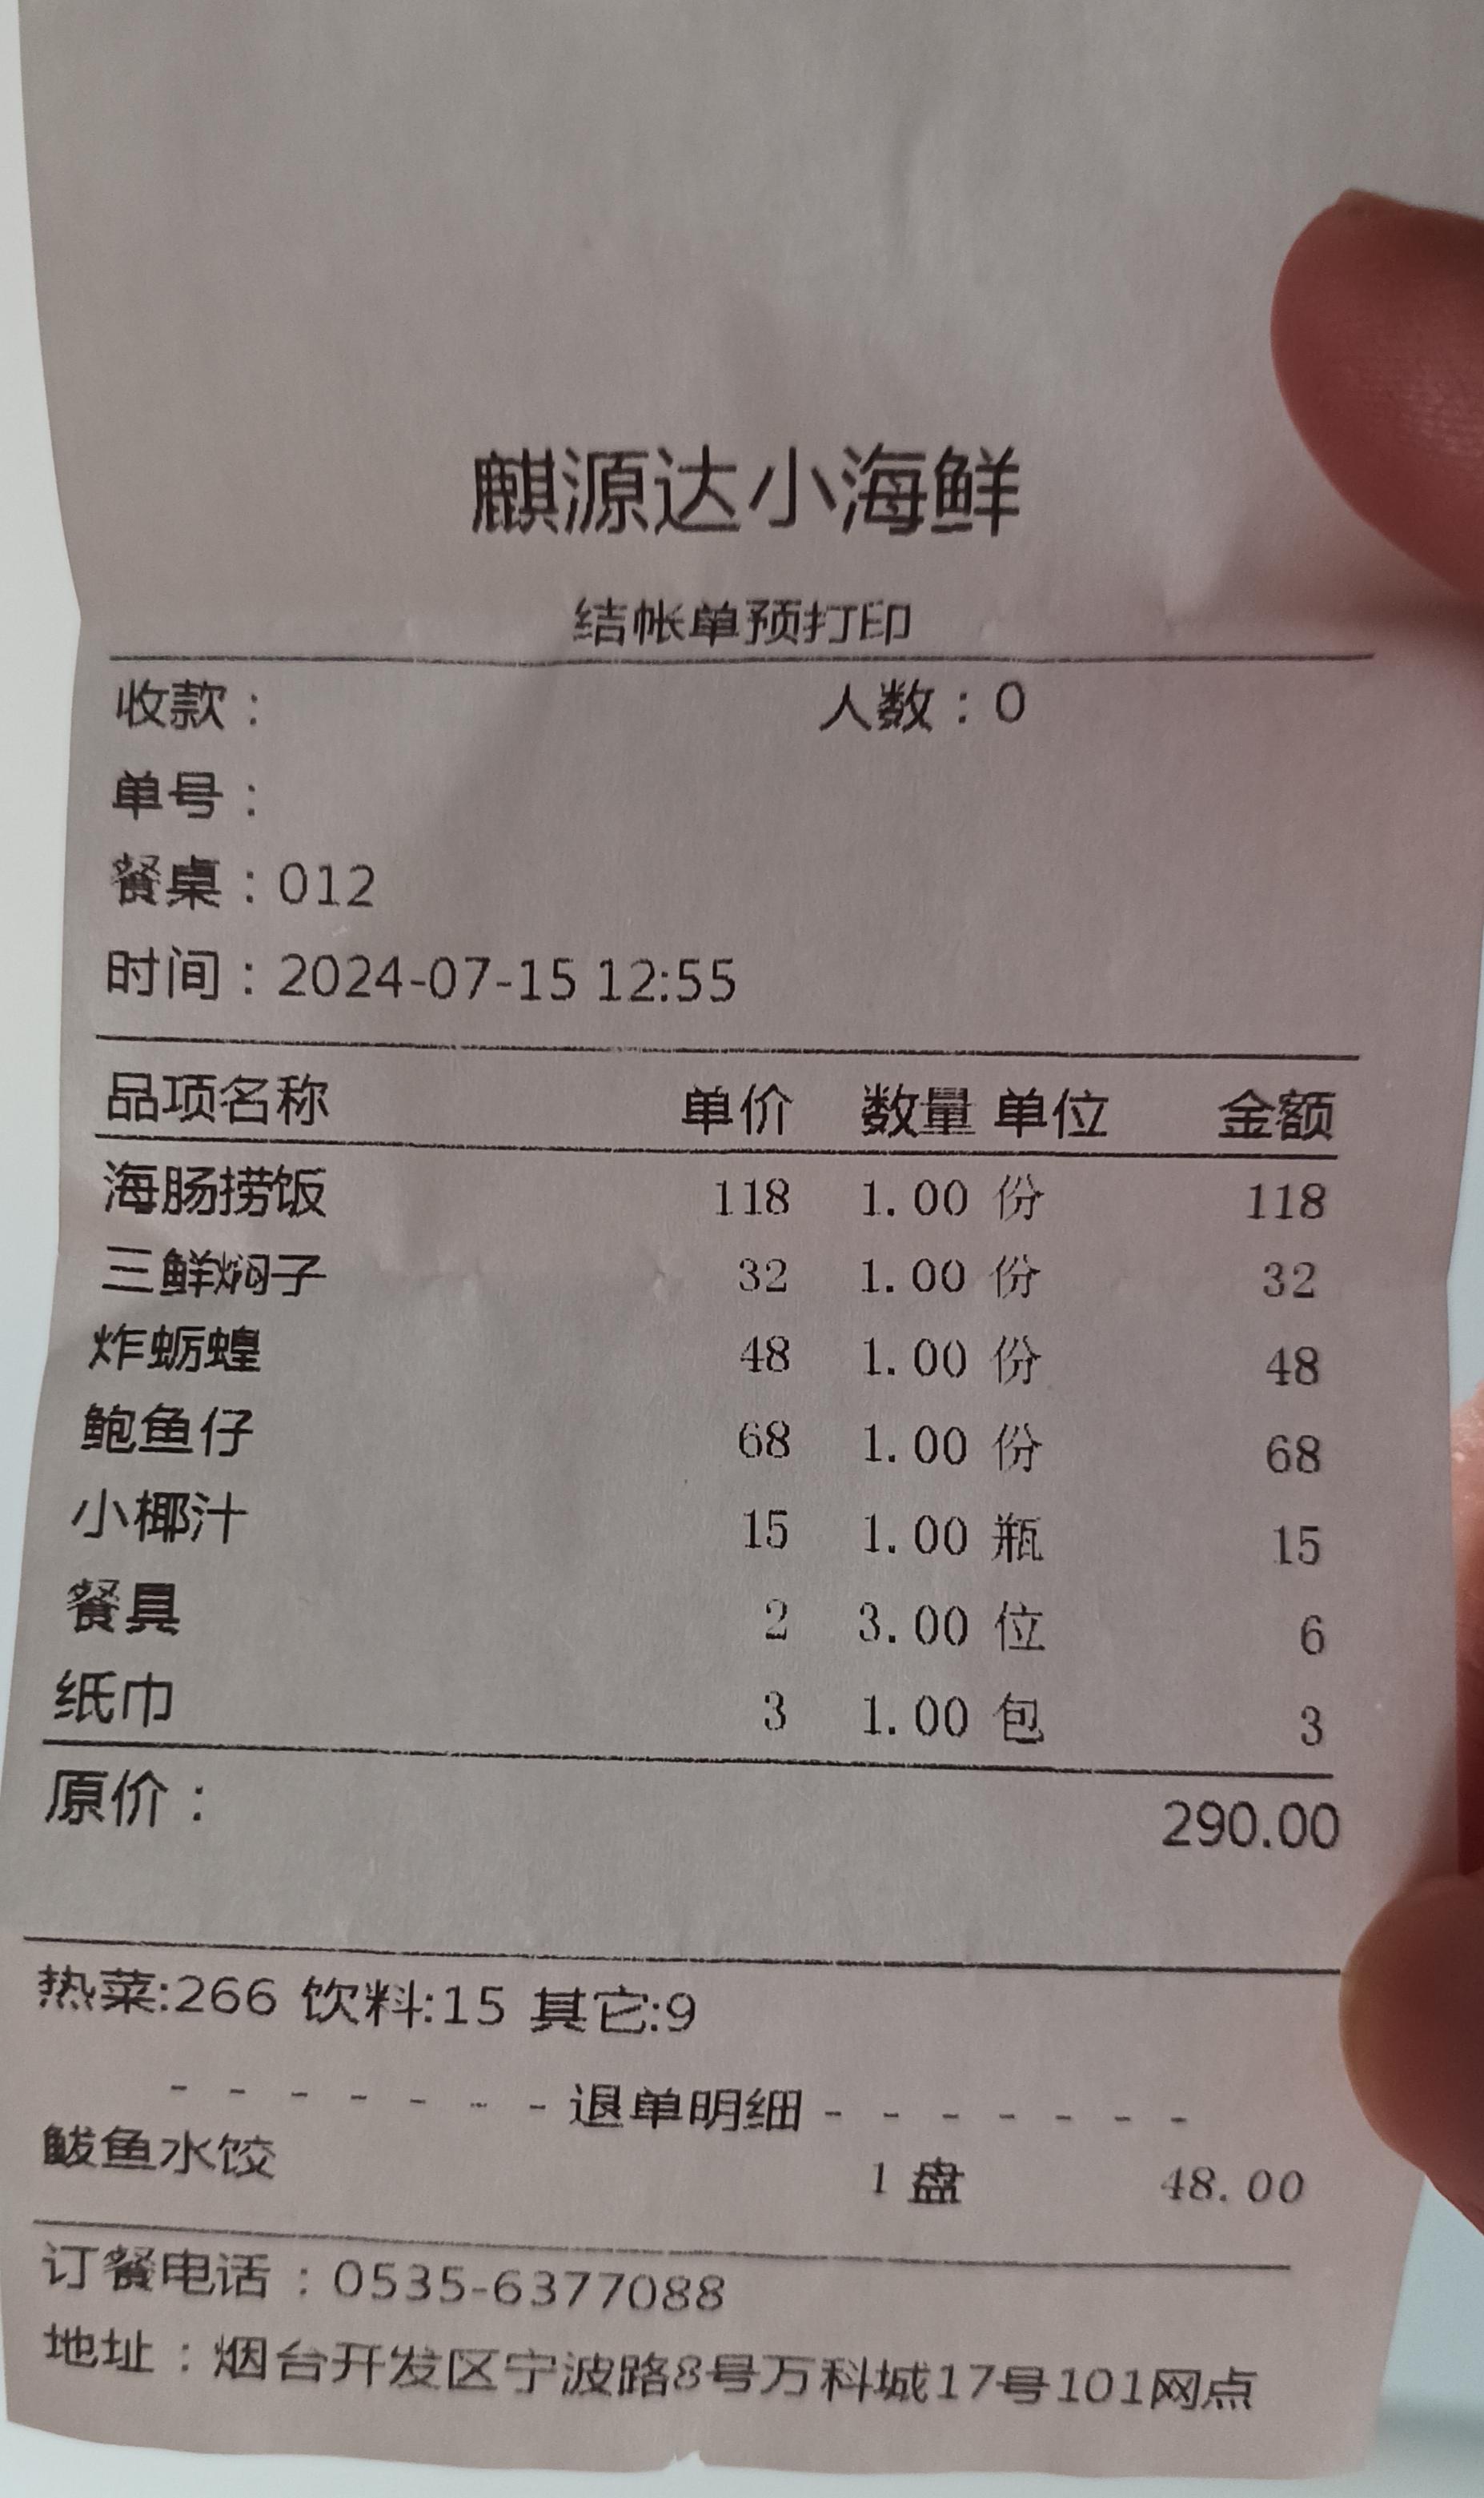 麒源达小海鲜
结帐单预打印
收款： 人数：0
单号：
餐桌：012
时间：2024-07-15 12:55
品项名称 单价 数量 单位 金额
海肠捞饭 118 1.00 份 118
三鲜焖子 32 1.00 份 32
炸蛎蝗 48 1.00 份 48
鲍鱼仔 68 1.00 份 68
小椰汁 15 1.00 瓶 15
餐具 2 3.00 位 6
纸巾 3 1.00 包 3
原价： 290.00
热菜:266 饮料:15 其它:9
- - - - - - - 退单明细 - - - - - - -
鲅鱼水饺 1 盘 48.00
订餐电话：0535-6377088
地址：烟台开发区宁波路8号万科城17号101网点